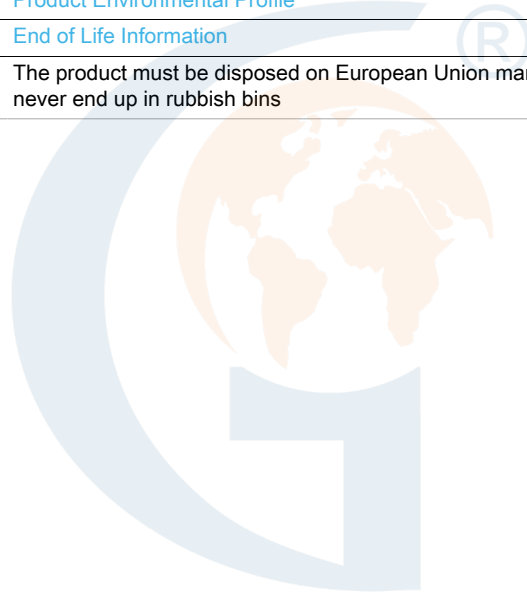 Product Environmental Profile
End of Life Information
The product must be disposed on European Union
never end up in rubbish bins
®